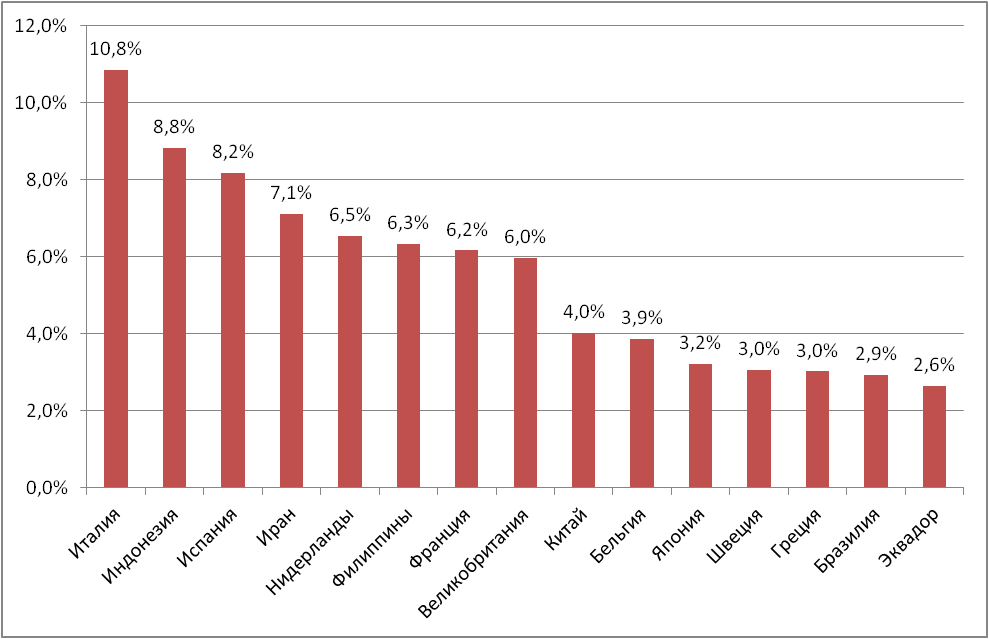 12,0%
10,0%
8,0%
6,0%
4,0%
2,0%
0,0%
10,8%
8,8%
8,2%
7,1%
6,5%
6,3%
6,2%
6,0%
4,0%
3,9%
3,2%
3,0%
3,0%
2,9%
2,6%
Италия
Индонезия
Испания
Иран
Нидерланды
Филиппины
Франция
Великобритания
Китай
Бельгия
Япония
Швеция
Греция
Бразилия
Эквадор